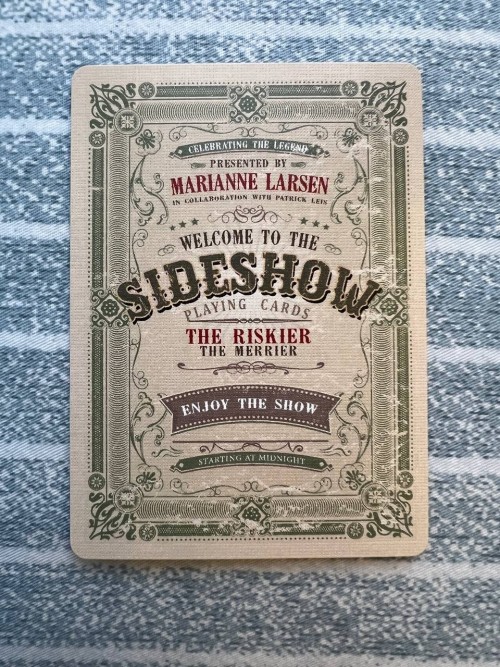 CELEBRATING THE LEGEND
PRESENTED BY
MARIANNE LARSEN
IN COLLABORATION WITH PATRICK LEIS
WELCOME TO THE
SIDESHOW
PLAYING CARDS
THE RISKIER
THE MERRIER
ENJOY THE SHOW
STARTING AT MIDNIGHT